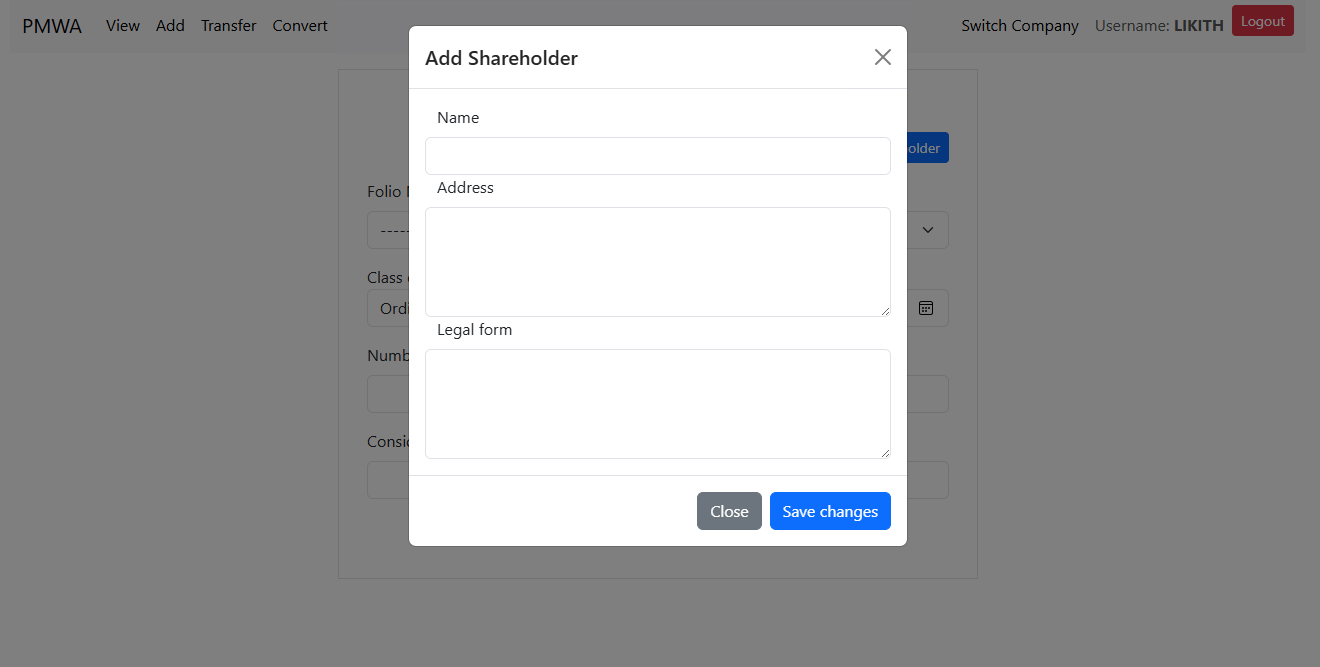 PMWA View Add Transfer Convert Switch Company Username: LIKITH Logout
Add Shareholder
Name
older
Address
Folio
-----
Class
Ordi
Legal form
Numb
Consid
Close Save changes